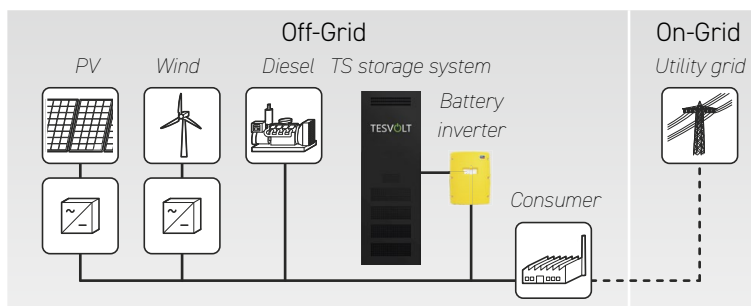 Off-Grid
On-Grid
PV
Wind
Diesel
TS storage system
Utility grid
Battery
inverter
TESVOLT
Consumer